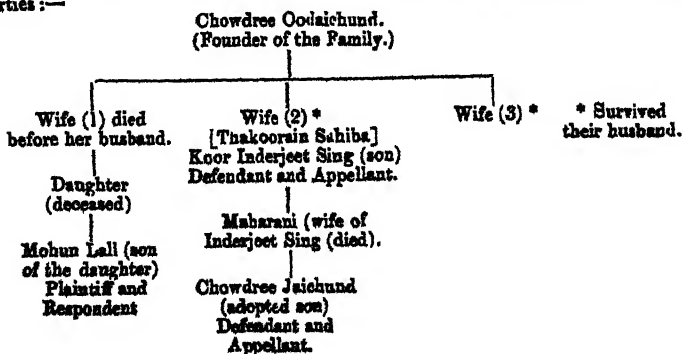 rties :—
Chowdree Oodaichund.
(Founder of the Family.)
Wife (1) died
before her busband.
Daughter
(deceased)
Mohun Lall (son
of the daughter)
Plaintiff and
Respondent
Wife (2) *
[Thakoorain Sahiba]
Koor Inderjeet Sing (son)
Defendant and Appellant.
Maharani (wife of
Inderjeet Sing (died).
Chowdree Jaichund
(adopted son)
Defendant and
Appellant.
Wife (3) *
* Survived
their husband.